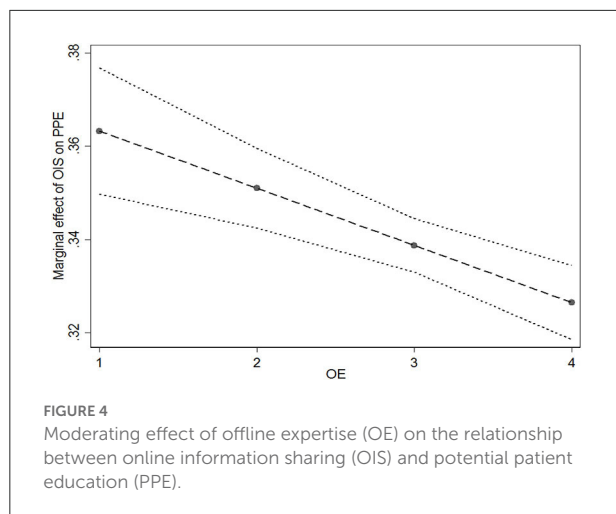 .38
.36
.34
.32
Marginal effect of OIS on PPE
1 2 3 4
OE
FIGURE 4
Moderating effect of offline expertise (OE) on the relationship
between online information sharing (OIS) and potential patient
education (PPE).